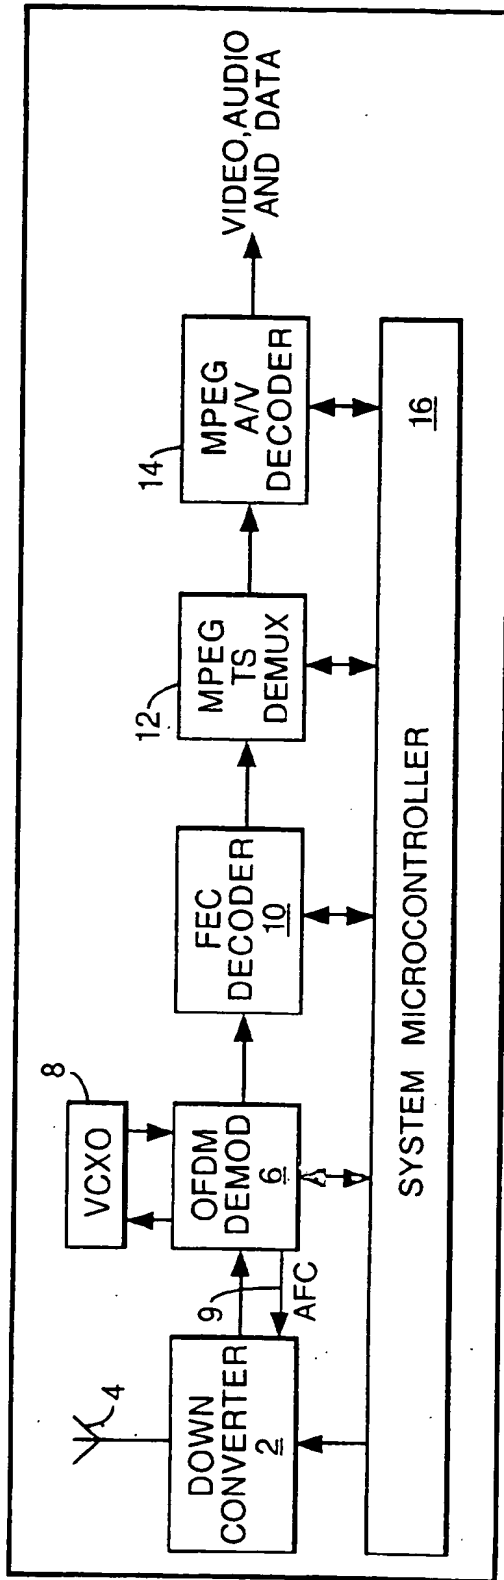 4
DOWN
CONVERTER
2
9
AFC
8
VCXO
OFDM
DEMOD
6
FEC
DECODER
10
12
MPEG
TS
DEMUX
14
MPEG
A/V
DECODER
VIDEO,AUDIO
AND DATA
SYSTEM MICROCONTROLLER
16